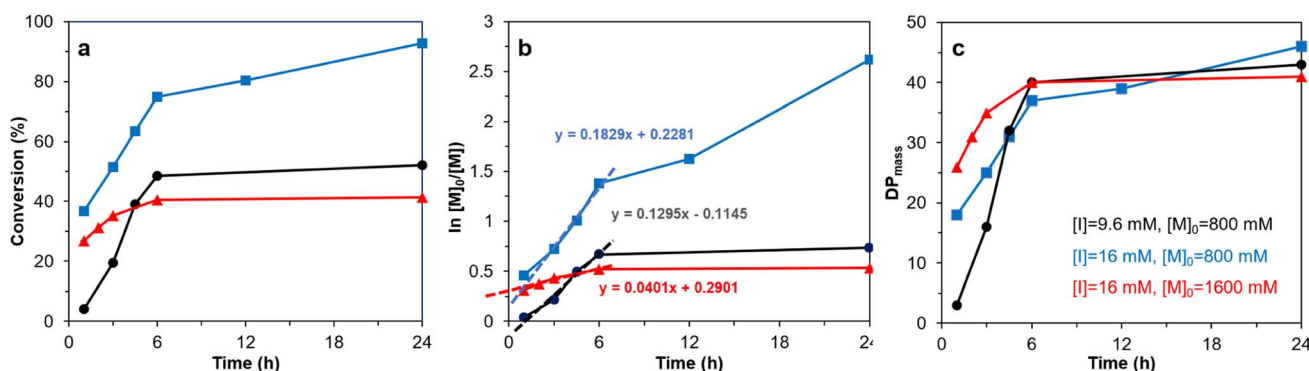 a
Conversion (%)
100
80
60
40
20
0
0 6 12 18 24
Time (h)
b
ln [M]₀/[M])
3
2.5
2
1.5
1
0.5
0
y = 0.1829x + 0.2281
y = 0.1295x - 0.1145
y = 0.0401x + 0.2901
0 6 12 18 24
Time (h)
c
DPmass
50
40
30
20
10
0
[I]=9.6 mM, [M]₀=800 mM
[I]=16 mM, [M]₀=800 mM
[I]=16 mM, [M]₀=1600 mM
0 6 12 18 24
Time (h)